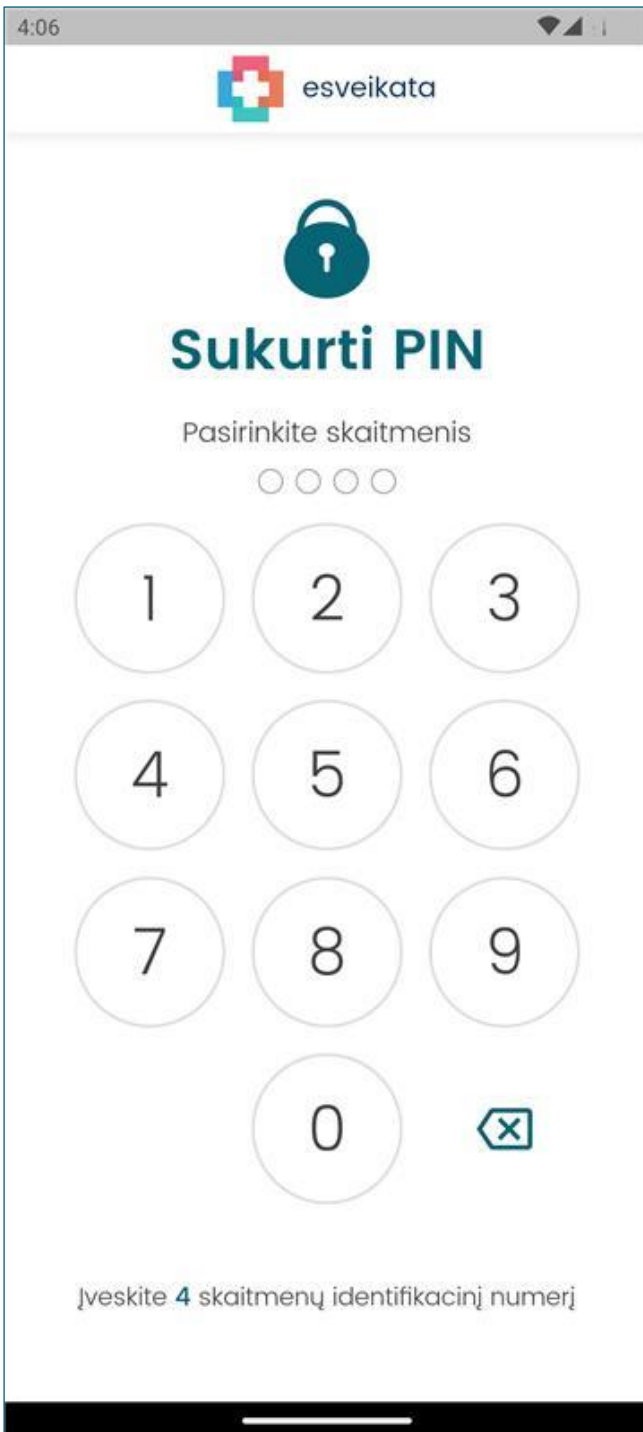 4:06
esveikata
Sukurti PIN
Pasirinkite skaitmenis
1 2 3
4 5 6
7 8 9
0
Įveskite 4 skaitmenų identifikacinį numerį